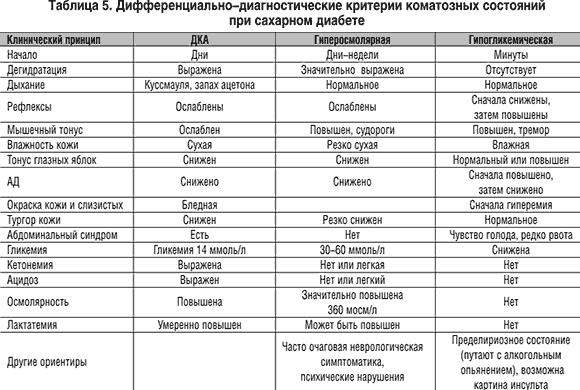 Таблица 5. Дифференциально–диагностические критерии коматозных состояний
при сахарном диабете
Клинический принцип ДКА Гиперосмолярная Гипогликемическая
Начало Дни Дни–недели Минуты
Дегидратация Выражена Значительно выражена Отсутствует
Дыхание Куссмауля, запах ацетона Нормальное Нормальное
Рефлексы Ослаблены Ослаблены Сначала снижены,
затем повышены
Мышечный тонус Ослаблен Повышен, судороги Повышен, тремор
Влажность кожи Сухая Резко сухая Влажная
Тонус глазных яблок Снижен Снижен Нормальный или повышен
АД Снижено Снижено Сначала повышено,
затем снижено
Окраска кожи и слизистых Бледная Сначала гиперемия
Тургор кожи Снижен Резко снижен Нормальное
Абдоминальный синдром Есть Нет Чувство голода, редко рвота
Гликемия Гликемия 14 ммоль/л 30–60 ммоль/л Снижена
Кетонемия Выражена Нет или легкая Нет
Ацидоз Выражен Нет или легкий Нет
Осмолярность Повышена Значительно повышена
360 мосм/л Нет
Лактатемия Умеренно повышен Может быть повышен Нет
Другие ориентиры Часто очаговая неврологическая
симптоматика,
психические нарушения Пределириозное состояние
(путают с алкогольным
опьянением), возможна
картина инсульта